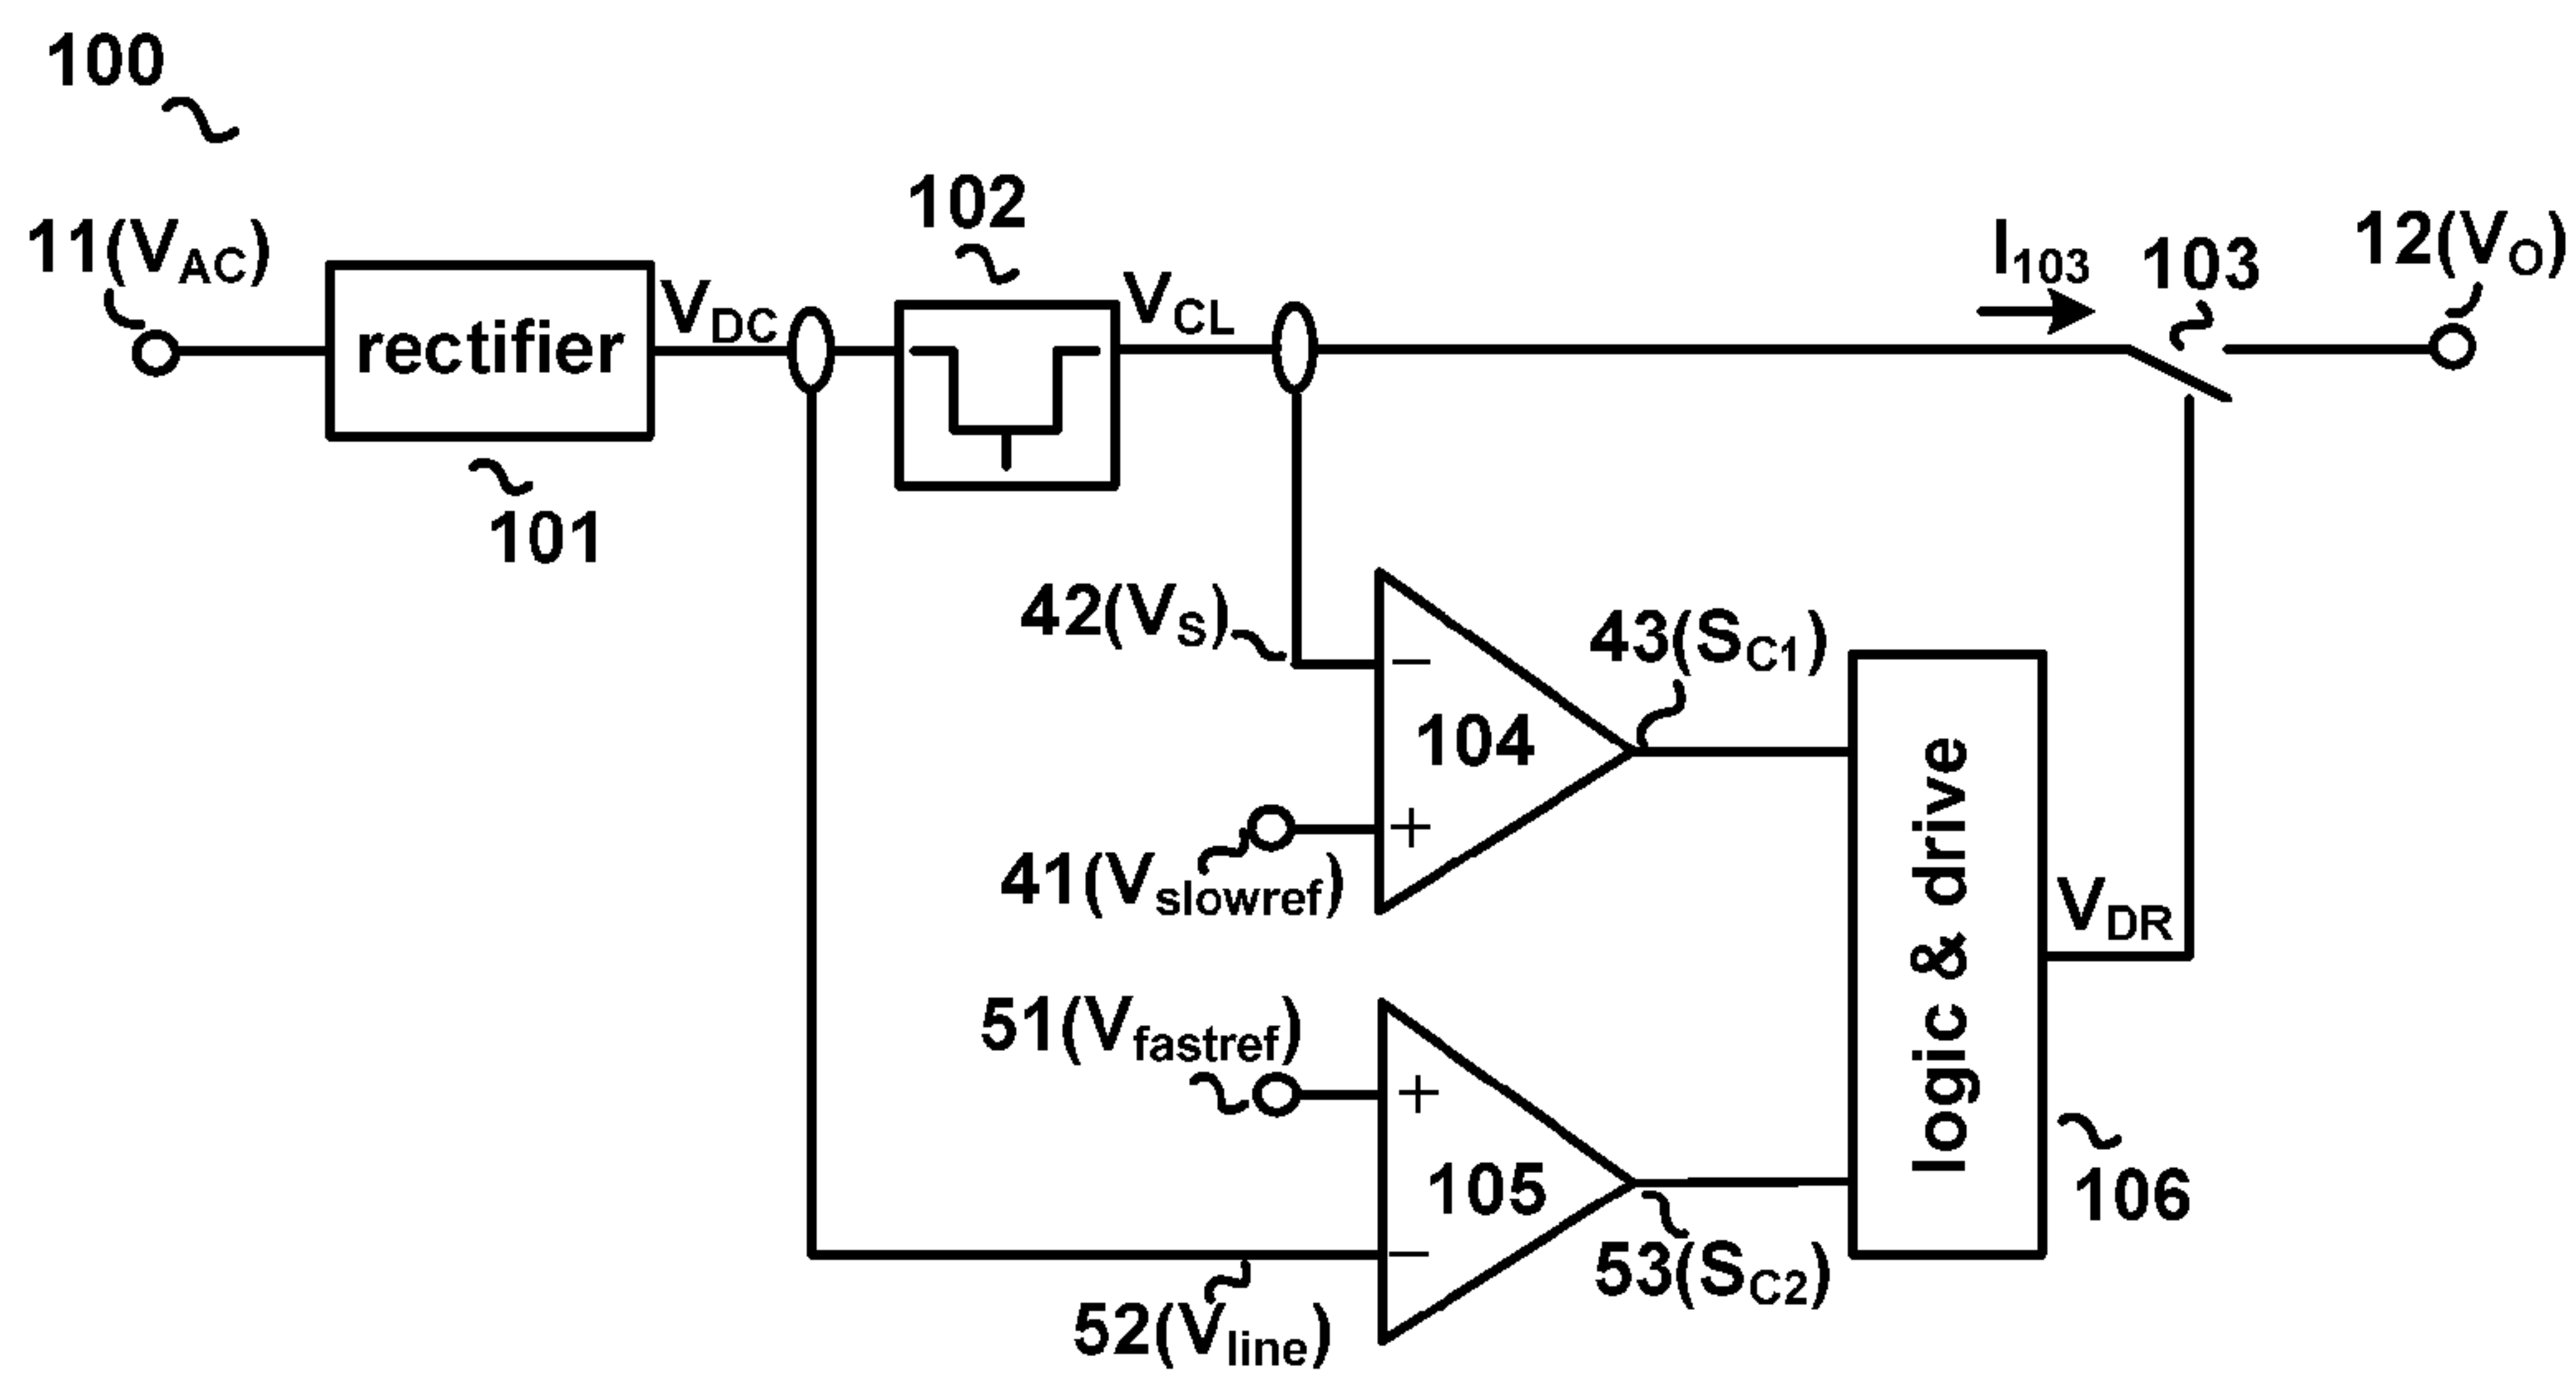 100
102
11(VAC)
rectifier
VDC
VCL
I103
103
12(VO)
101
42(VS)
43(SC1)
−
104
+
41(Vslowref)
logic & drive
VDR
51(Vfastref)
+
105
−
106
53(SC2)
52(Vline)